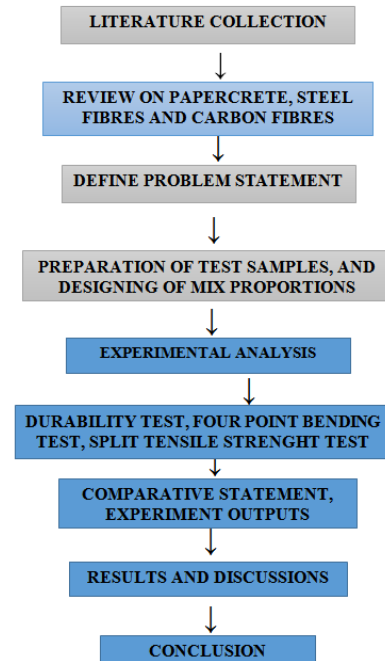 LITERATURE COLLECTION
REVIEW ON PAPERCRETE, STEEL
FIBRES AND CARBON FIBRES
DEFINE PROBLEM STATEMENT
PREPARATION OF TEST SAMPLES, AND
DESIGNING OF MIX PROPORTIONS
EXPERIMENTAL ANALYSIS
DURABILITY TEST, FOUR POINT BENDING
TEST, SPLIT TENSILE STRENGHT TEST
COMPARATIVE STATEMENT,
EXPERIMENT OUTPUTS
RESULTS AND DISCUSSIONS
CONCLUSION